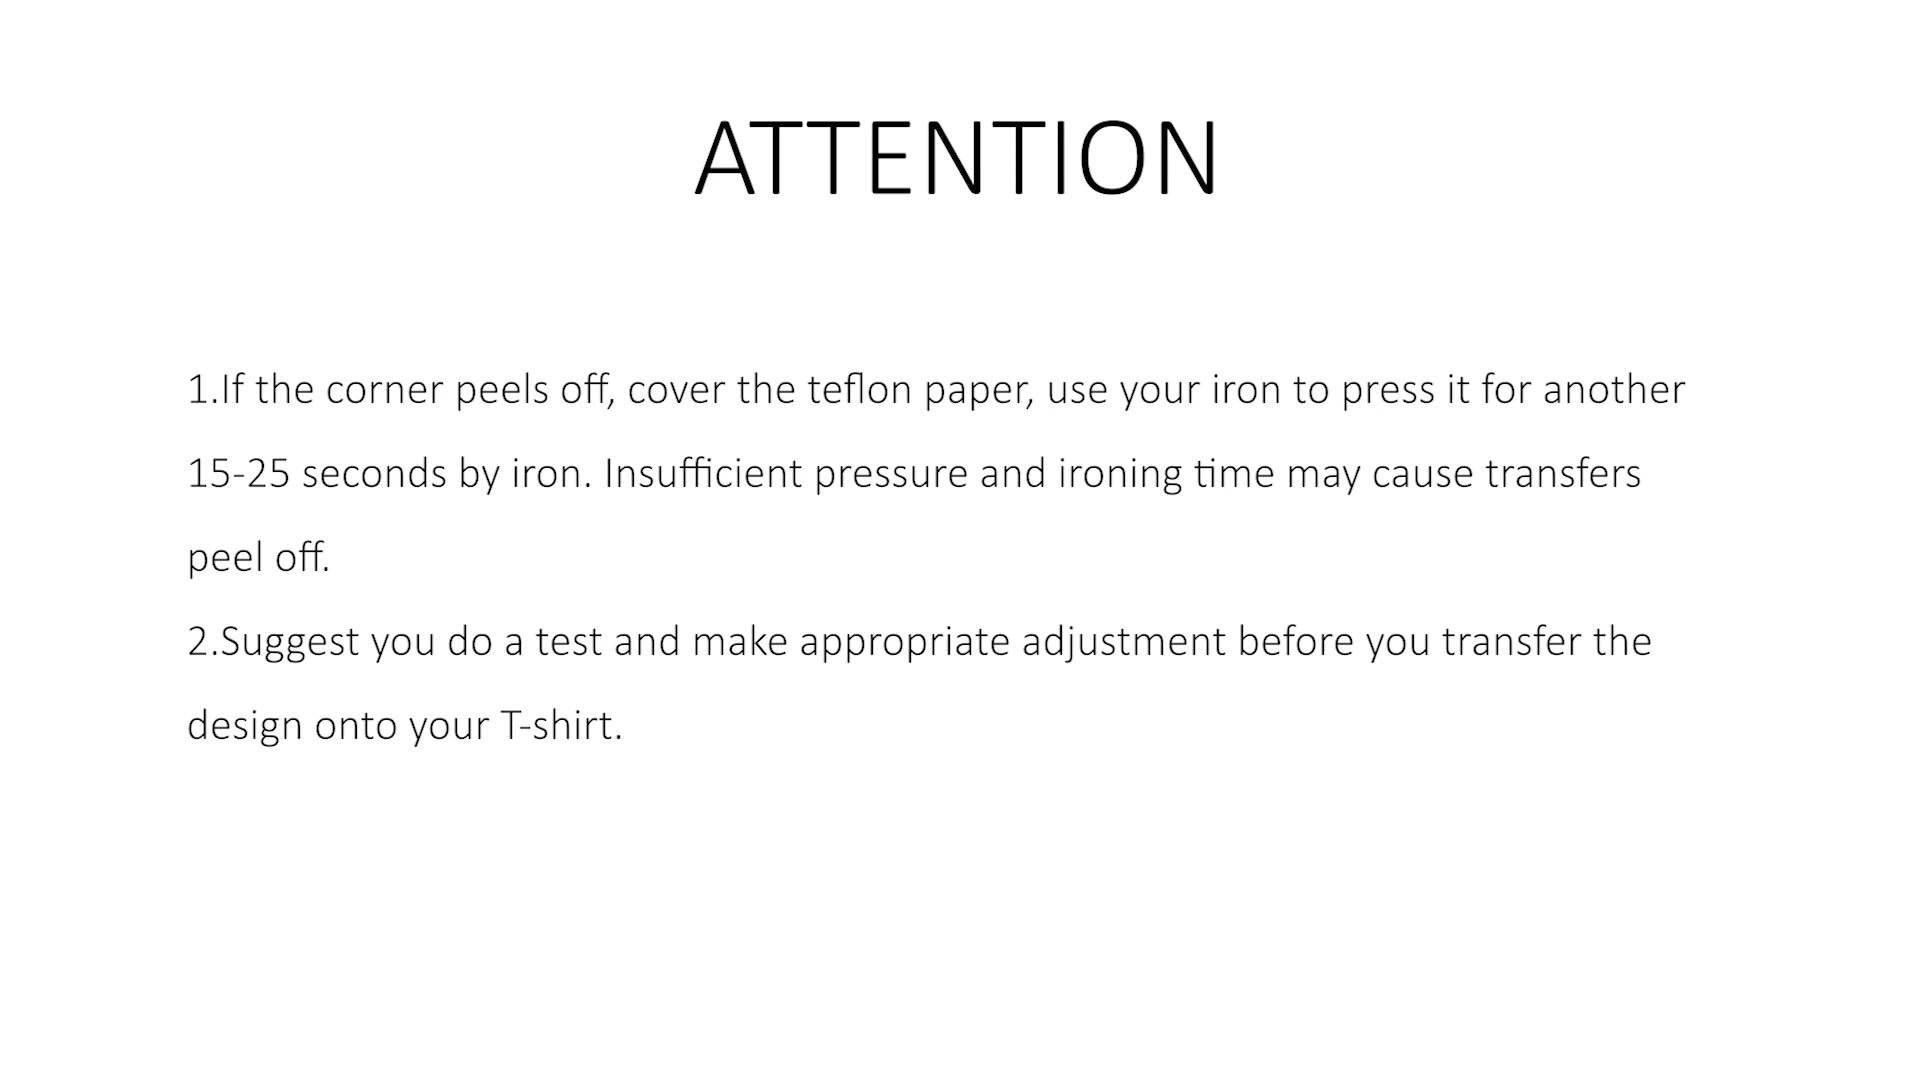 ATTENTION
1.If the corner peels off, cover the teflon paper, use your iron to press it for another
15-25 seconds by iron. Insufficient pressure and ironing time may cause transfers
peel off.
2.Suggest you do a test and make appropriate adjustment before you transfer the
design onto your T-shirt.